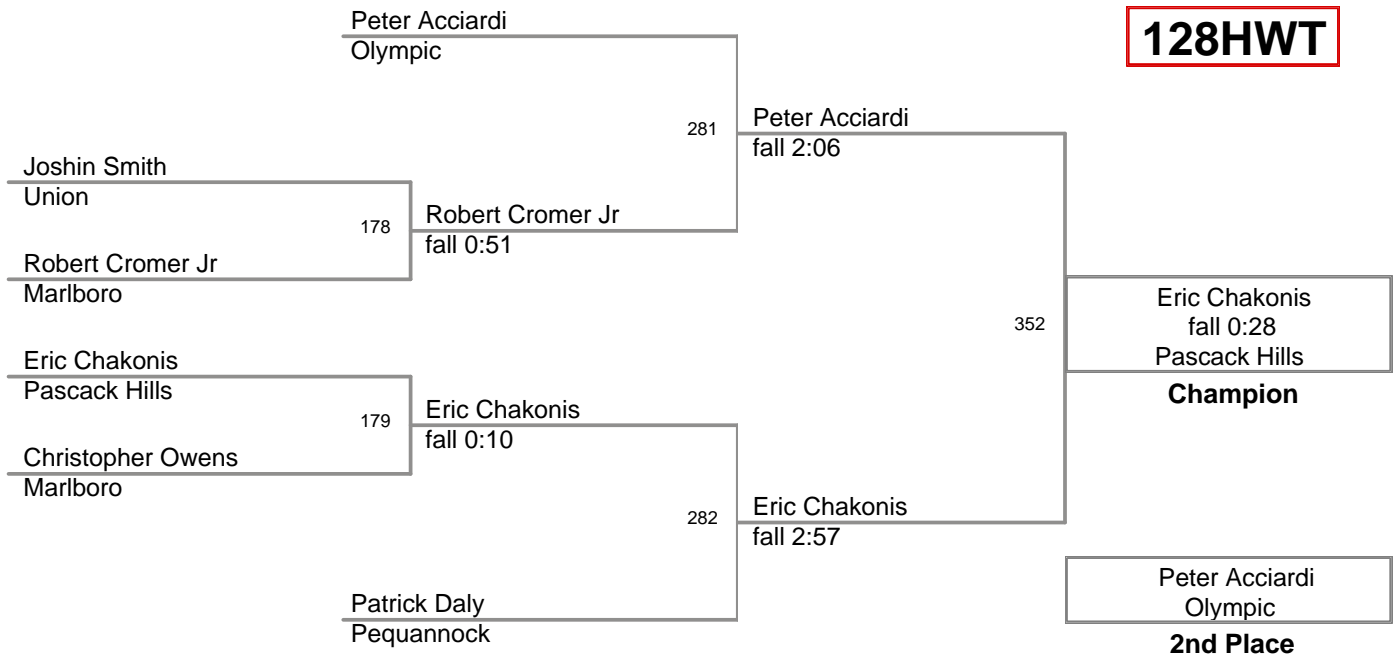 Peter Acciardi
Olympic
128HWT
281
Peter Acciardi
fall 2:06
Joshin Smith
Union
178
Robert Cromer Jr
fall 0:51
Robert Cromer Jr
Marlboro
352
Eric Chakonis
fall 0:28
Pascack Hills
Champion
Eric Chakonis
Pascack Hills
179
Eric Chakonis
fall 0:10
Christopher Owens
Marlboro
282
Eric Chakonis
fall 2:57
Patrick Daly
Pequannock
Peter Acciardi
Olympic
2nd Place